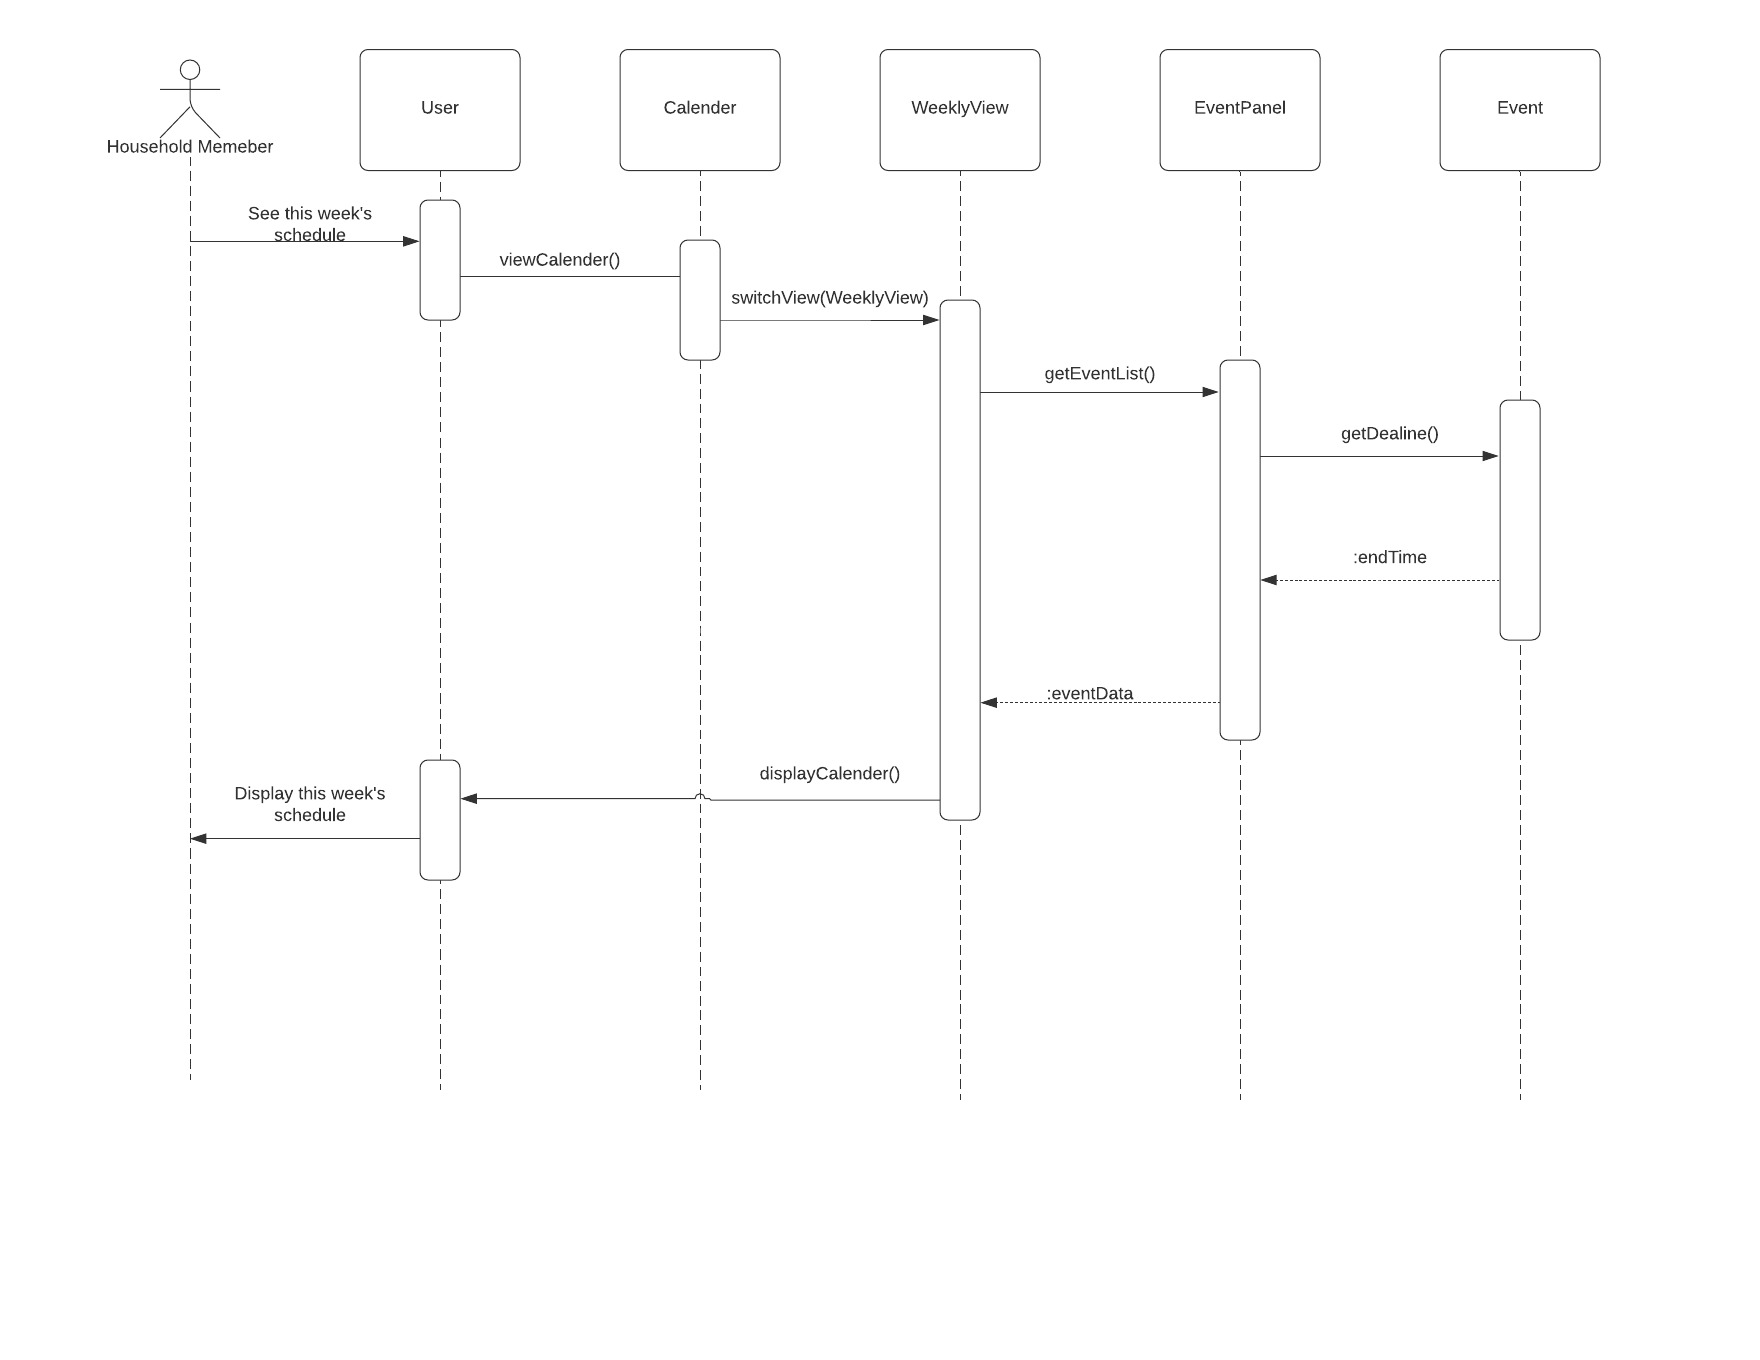 User
Calender
WeeklyView
EventPanel
Event
Household Memeber
See this week's
schedule
viewCalender()
switchView(WeeklyView)
getEventList()
getDealine()
:endTime
:eventData
displayCalender()
Display this week's
schedule